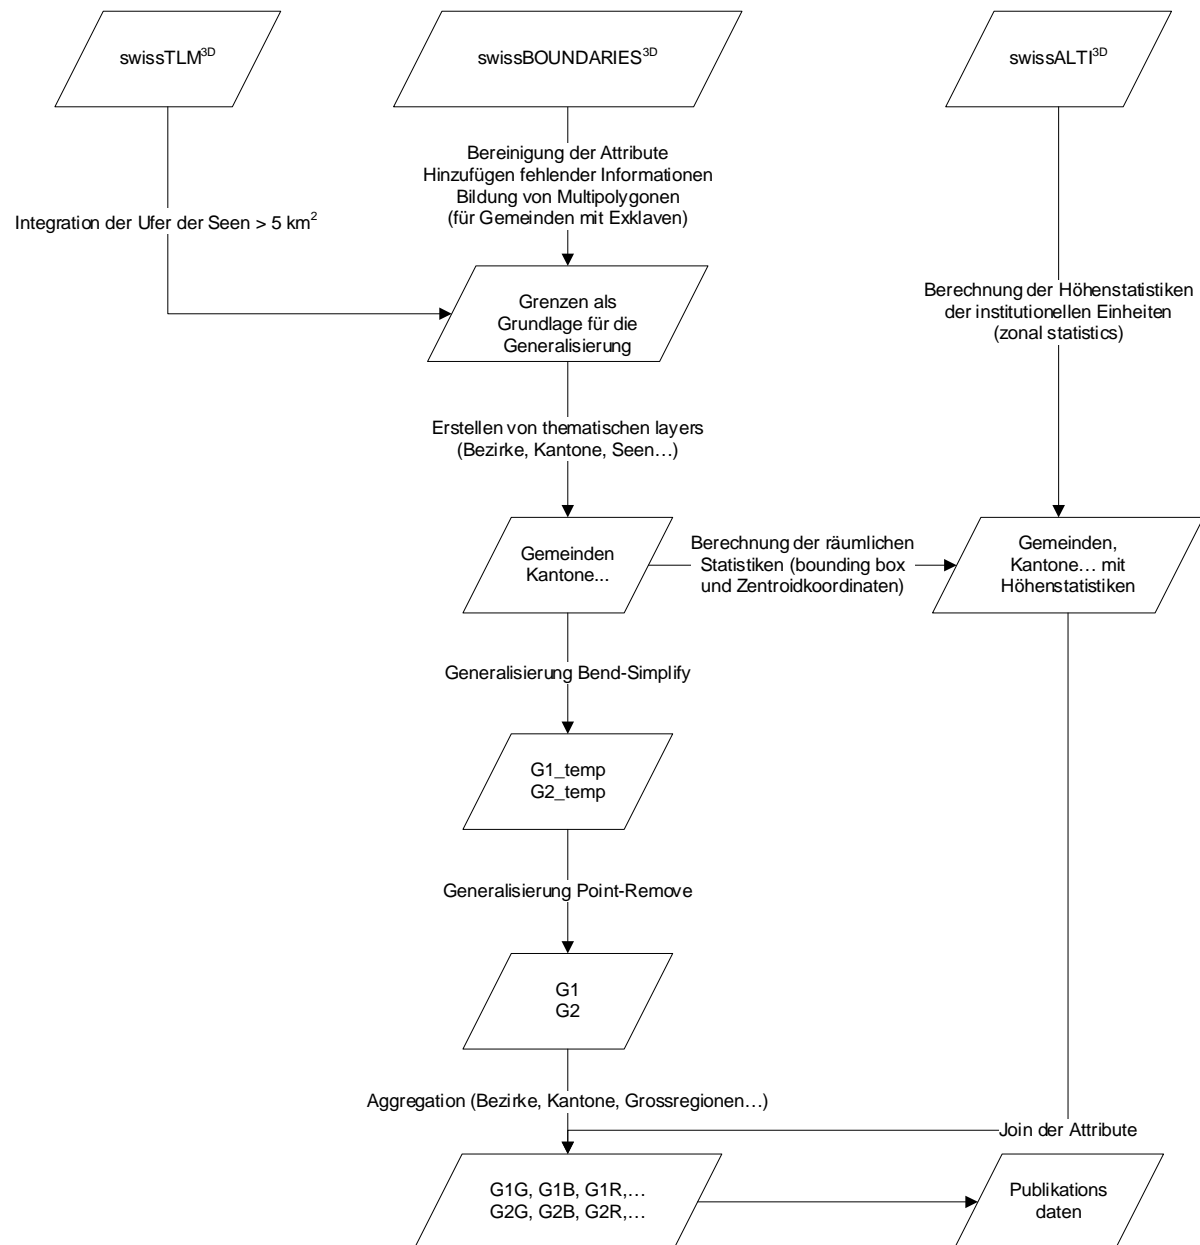 swissTLM3D
swissBOUNDARIES3D
swissALTI3D
Bereinigung der Attribute
Hinzufügen fehlender Informationen
Bildung von Multipolygonen
(für Gemeinden mit Exklaven)
Integration der Ufer der Seen > 5 km2
Grenzen als
Grundlage für die
Generalisierung
Berechnung der Höhenstatistiken
der institutionellen Einheiten
(zonal statistics)
Erstellen von thematischen layers
(Bezirke, Kantone, Seen…)
Gemeinden
Kantone...
Berechnung der räumlichen
Statistiken (bounding box
und Zentroidkoordinaten)
Gemeinden,
Kantone… mit
Höhenstatistiken
Generalisierung Bend-Simplify
G1_temp
G2_temp
Generalisierung Point-Remove
G1
G2
Aggregation (Bezirke, Kantone, Grossregionen…)
Join der Attribute
G1G, G1B, G1R,…
G2G, G2B, G2R,…
Publikations
daten